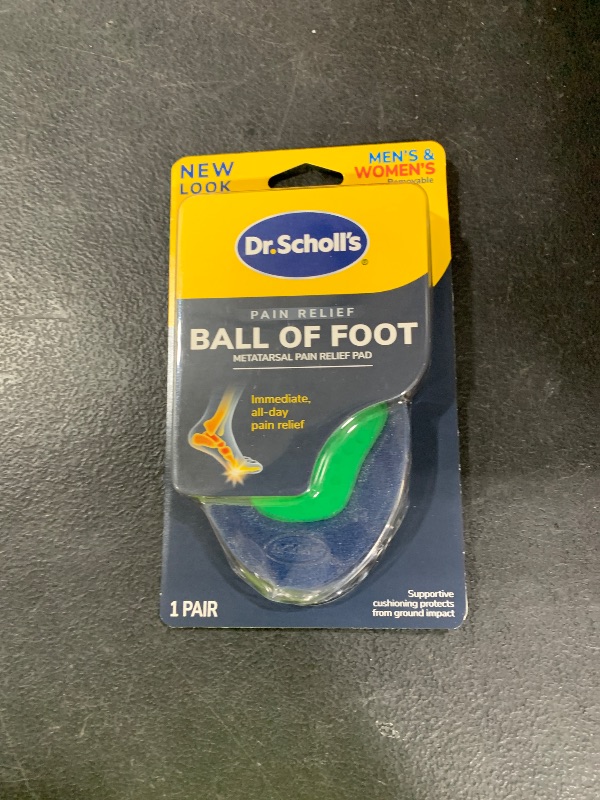 NEW
LOOK
MEN'S &
WOMEN'S
Removable
Dr.Scholl's
®
PAIN RELIEF
BALL OF FOOT
METATARSAL PAIN RELIEF PAD
Immediate,
all-day
pain relief
1 PAIR
Supportive
cushioning protects
from ground impact